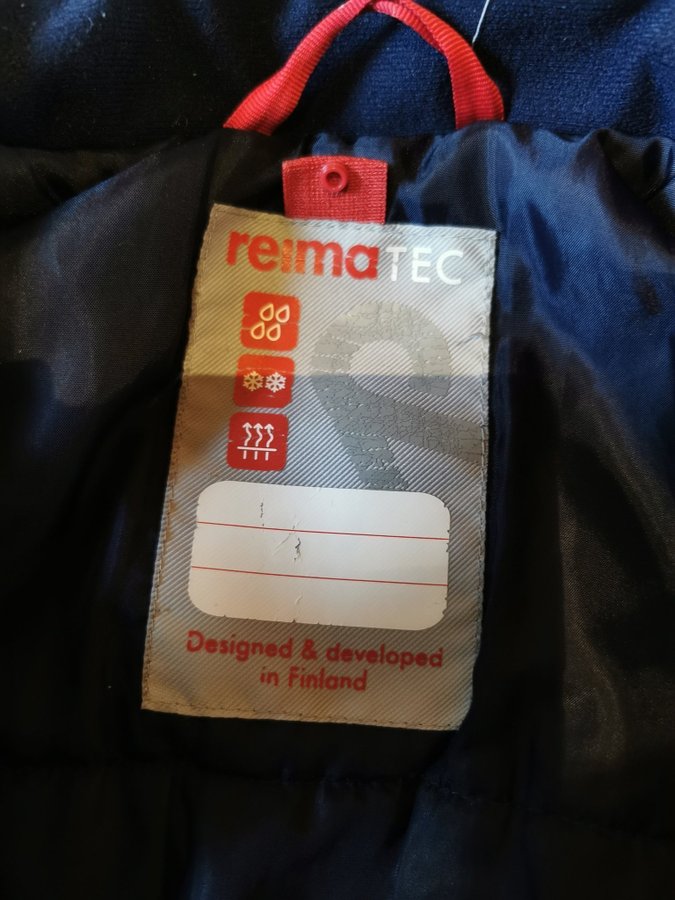 reimaTEC
Designed & developed
in Finland